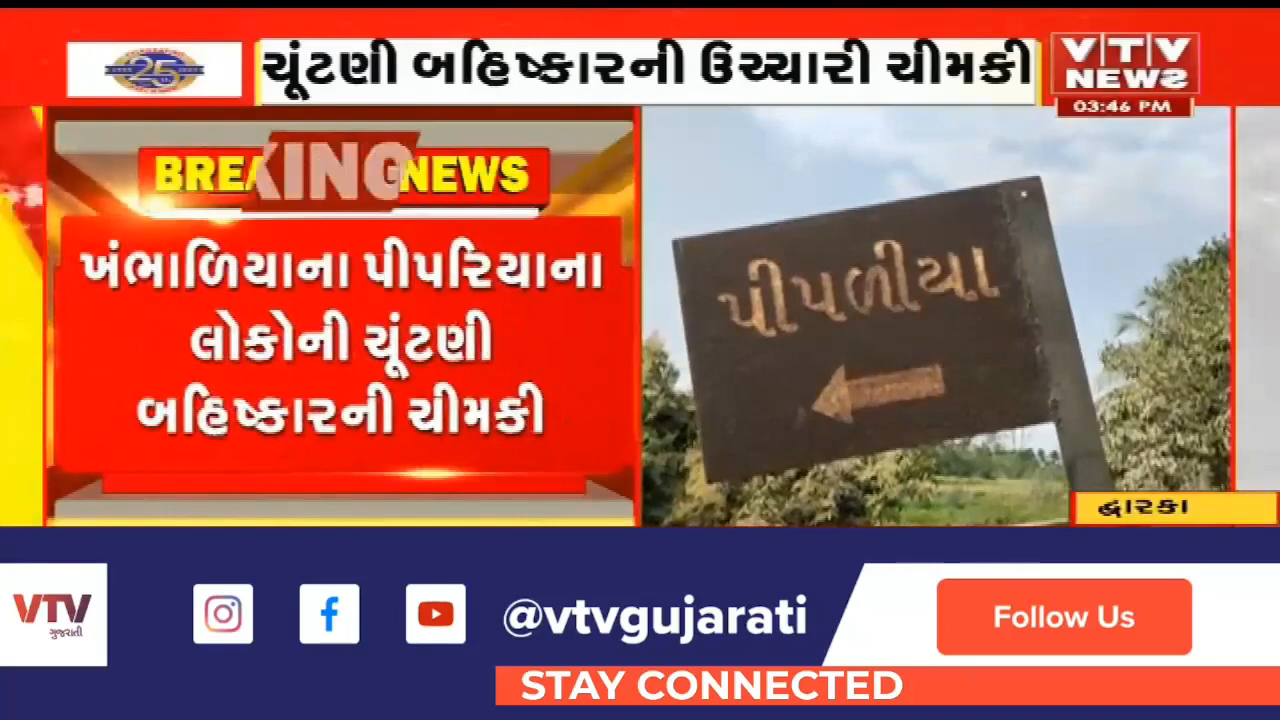 25
ચૂંટણી બહિષ્કારની ઉચ્ચારી ચીમકી
VTV
NEWS
03:46 PM
BREAKING NEWS
ખંભાળિયાના પીપરિયાના
લોકોની ચૂંટણી
બહિષ્કારની ચીમકી
પીપળીયા
દ્વારકા
VTV
ગુજરાતી
@vtvgujarati
Follow Us
STAY CONNECTED